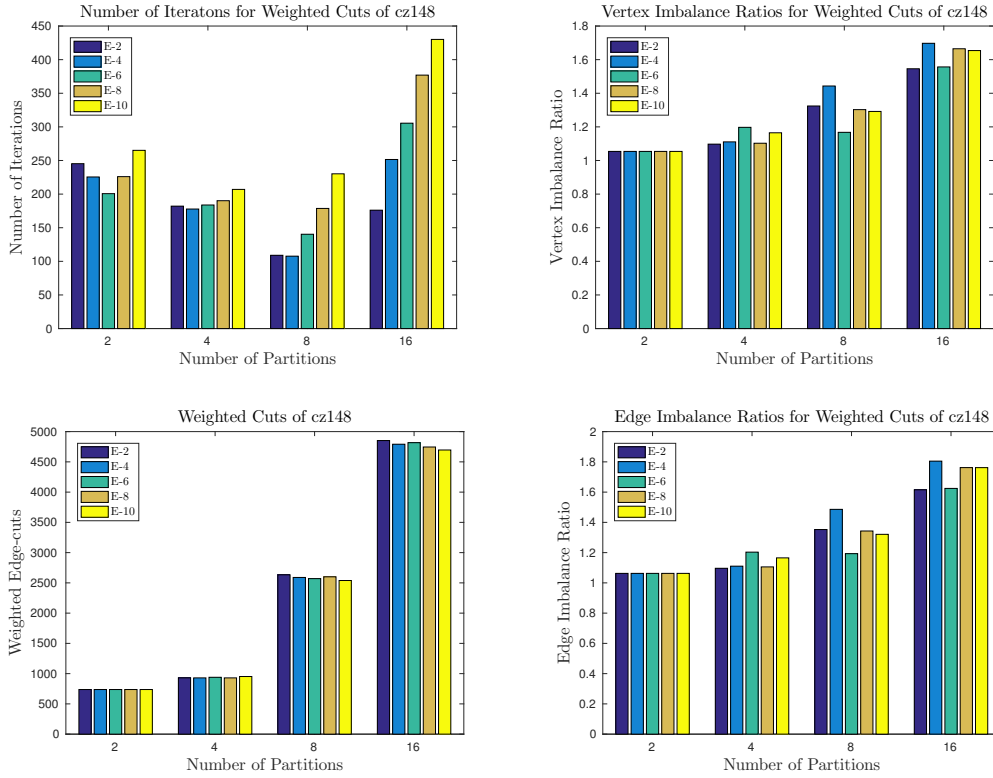 Number of Iteratons for Weighted Cuts of cz148
450
400
350
300
250
200
150
100
50
0
Number of Iterations
E-2
E-4
E-6
E-8
E-10
2 4 8 16
Number of Partitions
Vertex Imbalance Ratios for Weighted Cuts of cz148
1.8
1.6
1.4
1.2
1
0.8
0.6
0.4
0.2
0
Vertex Imbalance Ratio
E-2
E-4
E-6
E-8
E-10
2 4 8 16
Number of Partitions
Weighted Cuts of cz148
5000
4500
4000
3500
3000
2500
2000
1500
1000
500
0
Weighted Edge-cuts
E-2
E-4
E-6
E-8
E-10
2 4 8 16
Number of Partitions
Edge Imbalance Ratios for Weighted Cuts of cz148
2
1.8
1.6
1.4
1.2
1
0.8
0.6
0.4
0.2
0
Edge Imbalance Ratio
E-2
E-4
E-6
E-8
E-10
2 4 8 16
Number of Partitions